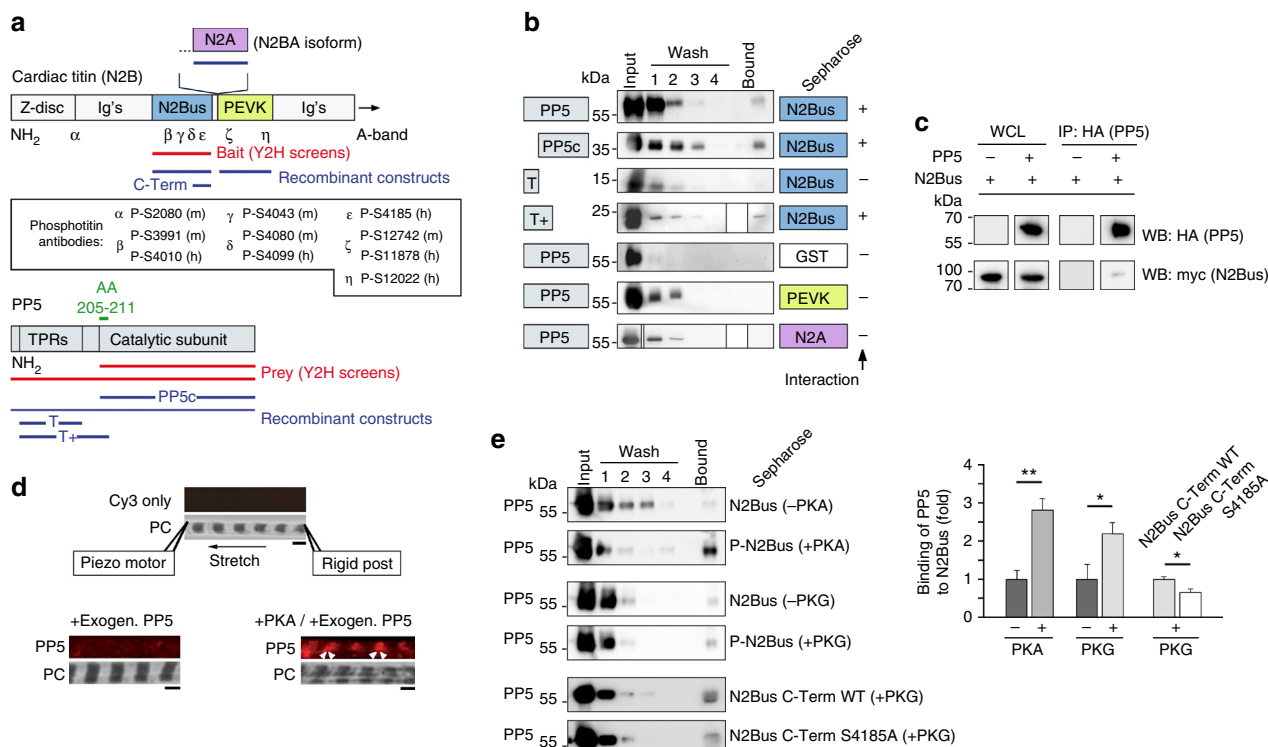 a
N2A (N2BA isoform)
Cardiac titin (N2B)
Z-disc Ig's N2Bus PEVK Ig's
NH2 α β γ δ ε ζ η A-band
Bait (Y2H screens)
C-Term Recombinant constructs
Phosphotitin antibodies:
α P-S2080 (m)
β P-S3991 (m)
P-S4010 (h)
γ P-S4043 (m)
δ P-S4080 (m)
P-S4099 (h)
ε P-S4185 (h)
ζ P-S12742 (m)
P-S11878 (h)
η P-S12022 (h)
PP5
AA
205-211
TPRs Catalytic subunit
NH2
Prey (Y2H screens)
PP5c
Recombinant constructs
T
T+
b
kDa Input Wash Bound Sepharose
1 2 3 4
PP5 55 N2Bus +
PP5c 35 N2Bus +
T 15 N2Bus −
T+ 25 N2Bus +
PP5 55 GST −
PP5 55 PEVK −
PP5 55 N2A −
Interaction
c
WCL IP: HA (PP5)
PP5 − + − +
N2Bus + + + +
kDa
70
55
WB: HA (PP5)
100
70
WB: myc (N2Bus)
d
Cy3 only
PC
Piezo motor Stretch Rigid post
+Exogen. PP5
PP5
PC
+PKA / +Exogen. PP5
PP5
PC
e
kDa Input Wash Bound Sepharose
1 2 3 4
PP5 55 N2Bus (−PKA)
PP5 55 P-N2Bus (+PKA)
PP5 55 N2Bus (−PKG)
PP5 55 P-N2Bus (+PKG)
PP5 55 N2Bus C-Term WT (+PKG)
PP5 55 N2Bus C-Term S4185A (+PKG)
Binding of PP5
to N2Bus (fold)
4
3
2
1
0
** * *
N2Bus C-Term WT
N2Bus C-Term
S4185A
− + − + +
PKA PKG PKG